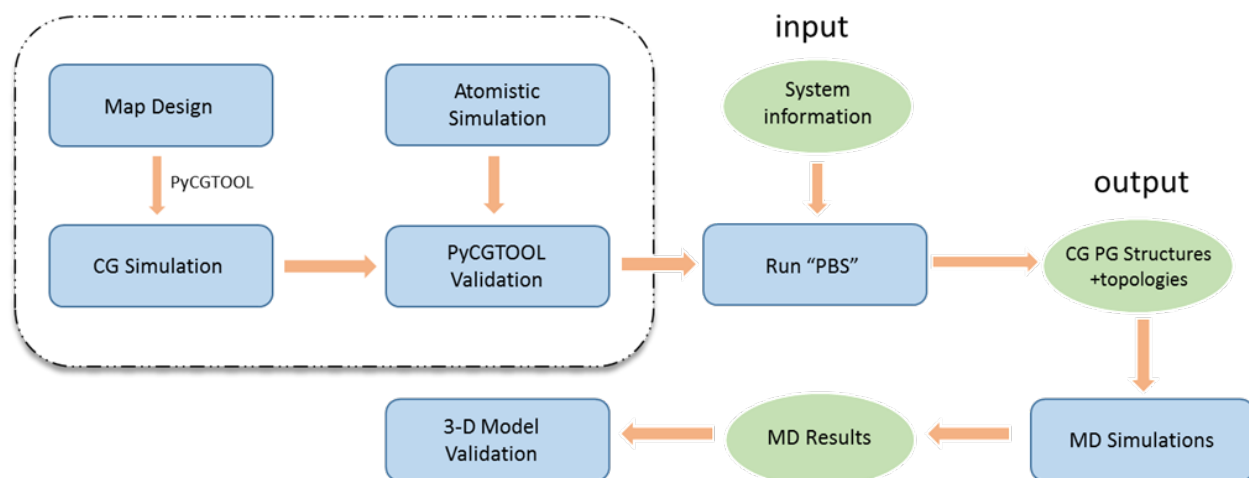 input
Map Design
Atomistic
Simulation
System
information
PyCGTOOL
output
CG Simulation
PyCGTOOL
Validation
Run “PBS”
CG PG Structures
+topologies
3-D Model
Validation
MD Results
MD Simulations